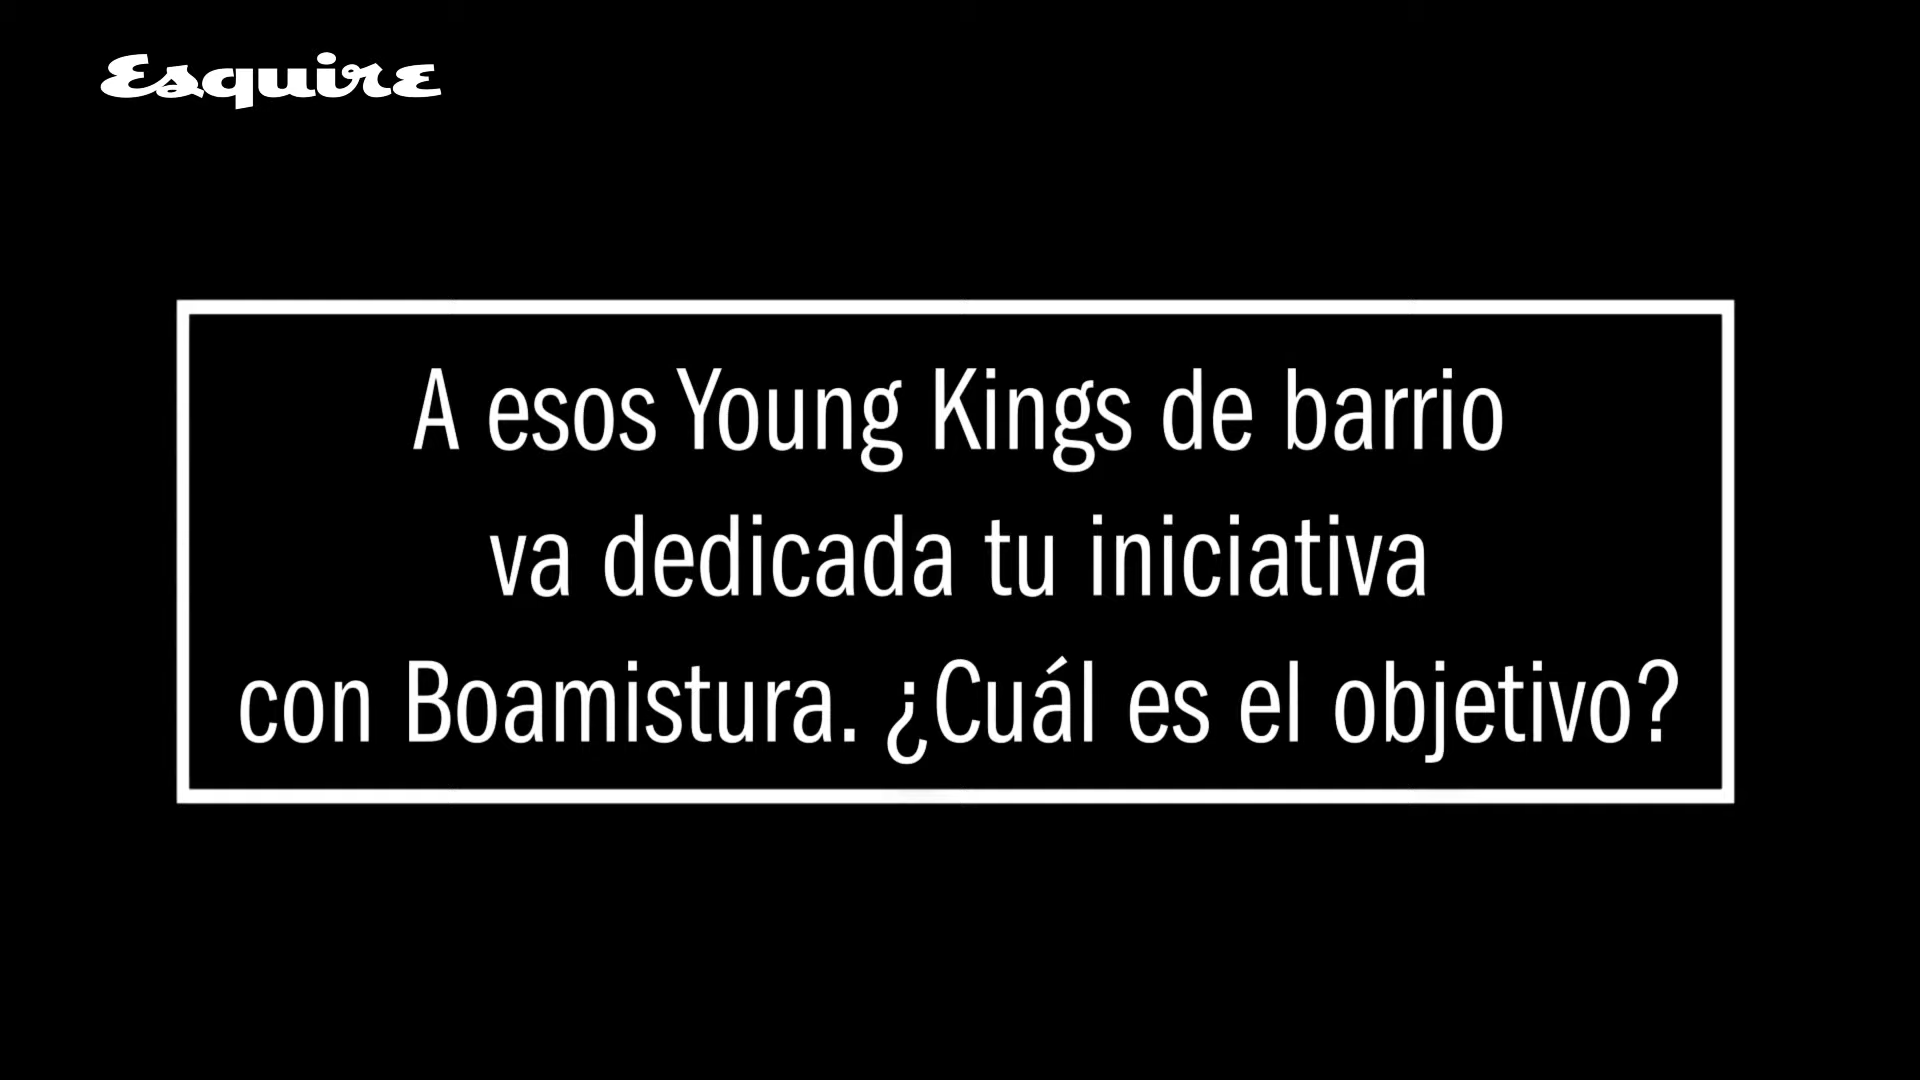 Esquire
A esos Young Kings de barrio
va dedicada tu iniciativa
con Boamistura. ¿Cuál es el objetivo?